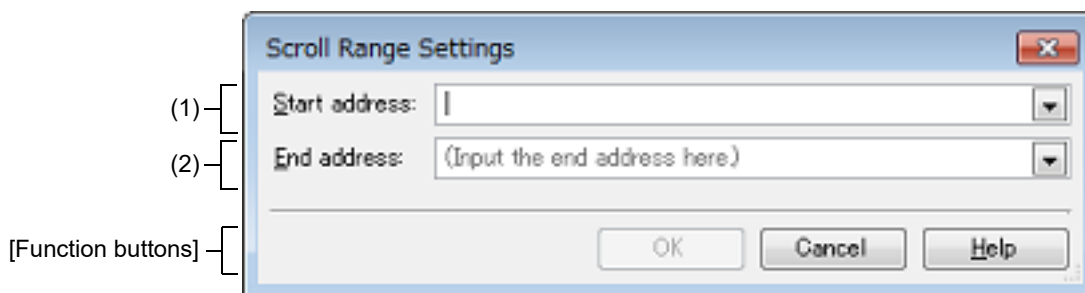 Scroll Range Settings
(1) Start address:
(2) End address: (Input the end address here.)
[Function buttons] OK Cancel Help